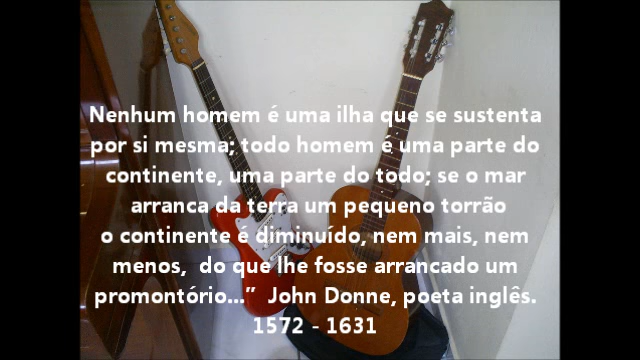 Nenhum homem é uma ilha que se sustenta
por si mesma; todo homem é uma parte do
continente, uma parte do todo; se o mar
arranca da terra um pequeno torrão
o continente é diminuído, nem mais, nem
menos,  do que lhe fosse arrancado um
promontório...”  John Donne, poeta inglês.
1572 - 1631